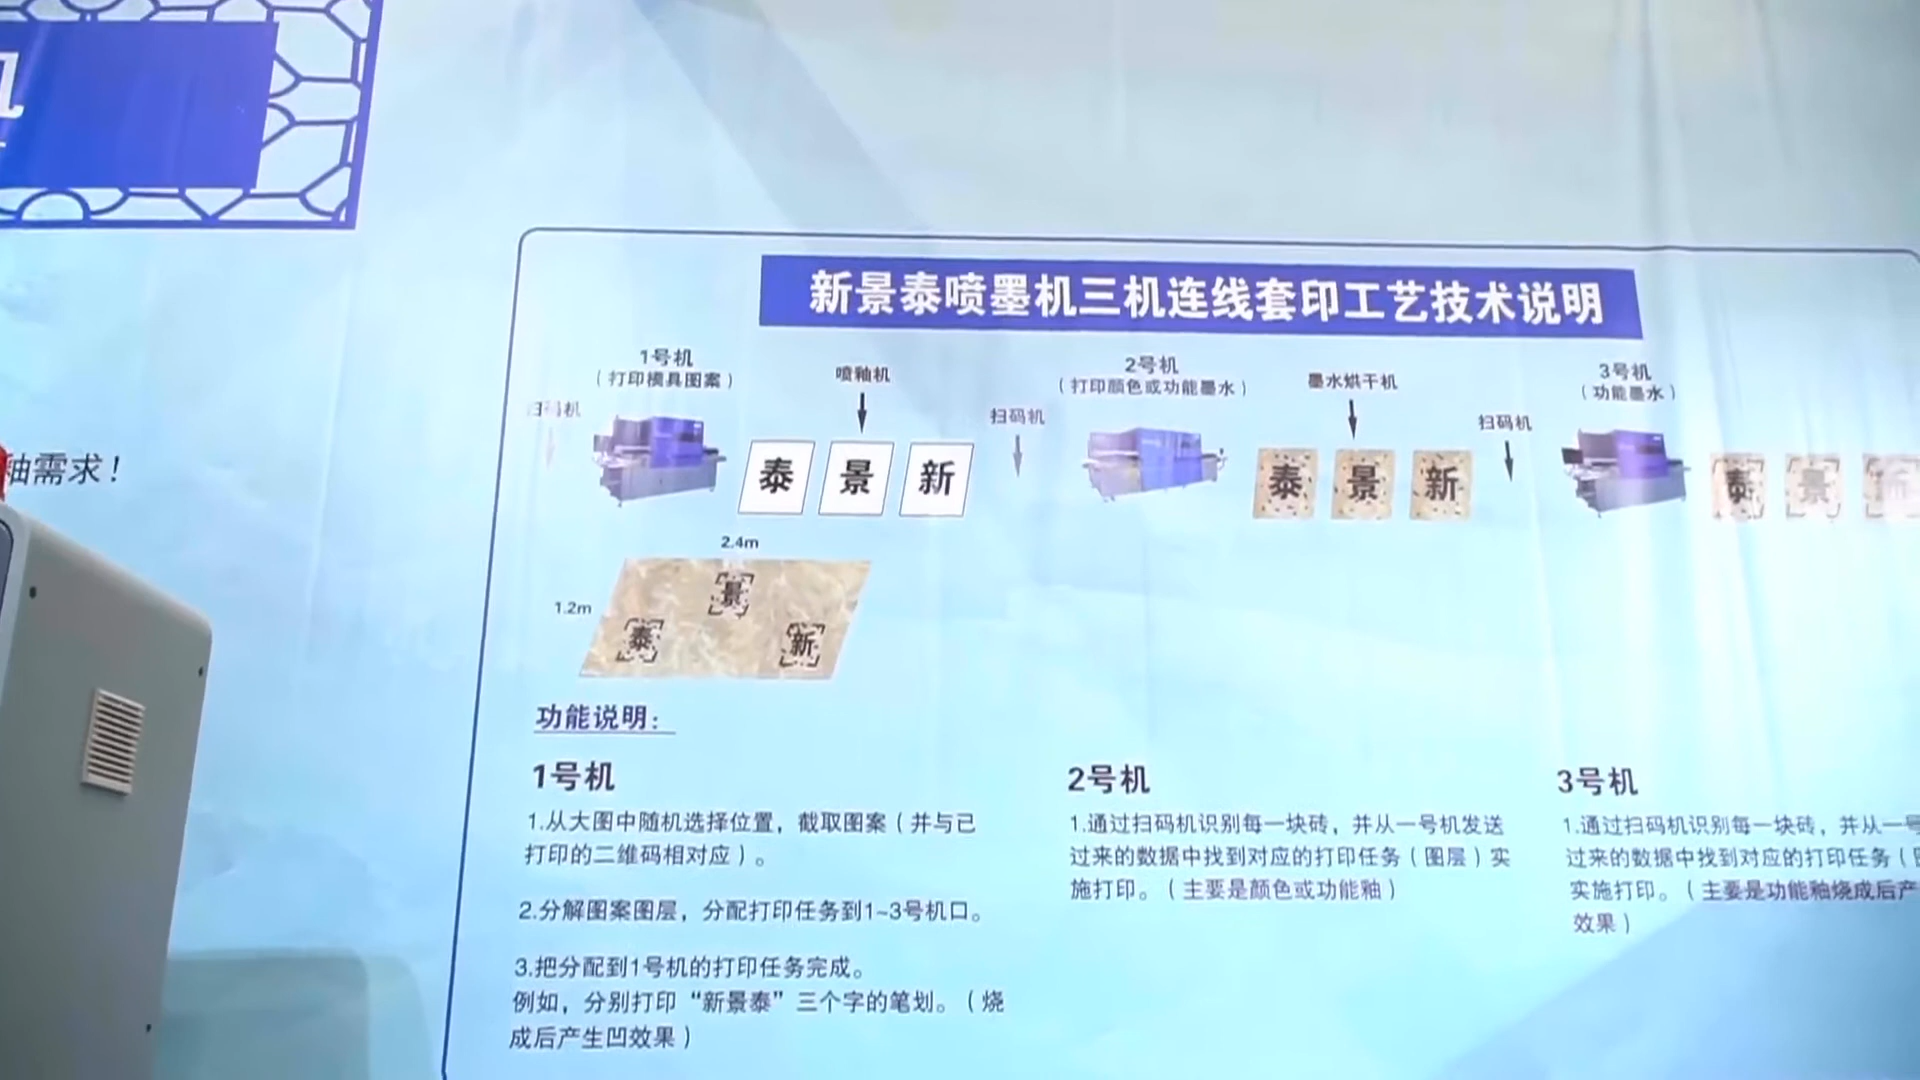 机
釉需求！
新景泰喷墨机三机连线套印工艺技术说明
1号机
（打印模具图案）
喷釉机
2号机
（打印颜色或功能墨水）
墨水烘干机
3号机
（功能墨水）
扫码机
扫码机
扫码机
泰 景 新
泰 景 新
泰 景 新
2.4m
1.2m
景
泰
新
功能说明：
1号机
1.从大图中随机选择位置，截取图案（并与已
打印的二维码相对应）。
2.分解图案图层，分配打印任务到1~3号机口。
3.把分配到1号机的打印任务完成。
例如，分别打印“新景泰”三个字的笔划。（烧
成后产生凹效果）
2号机
1.通过扫码机识别每一块砖，并从一号机发送
过来的数据中找到对应的打印任务（图层）实
施打印。（主要是颜色或功能釉）
3号机
1.通过扫码机识别每一块砖，并从一号
过来的数据中找到对应的打印任务（
实施打印。（主要是功能釉烧成后产
效果）